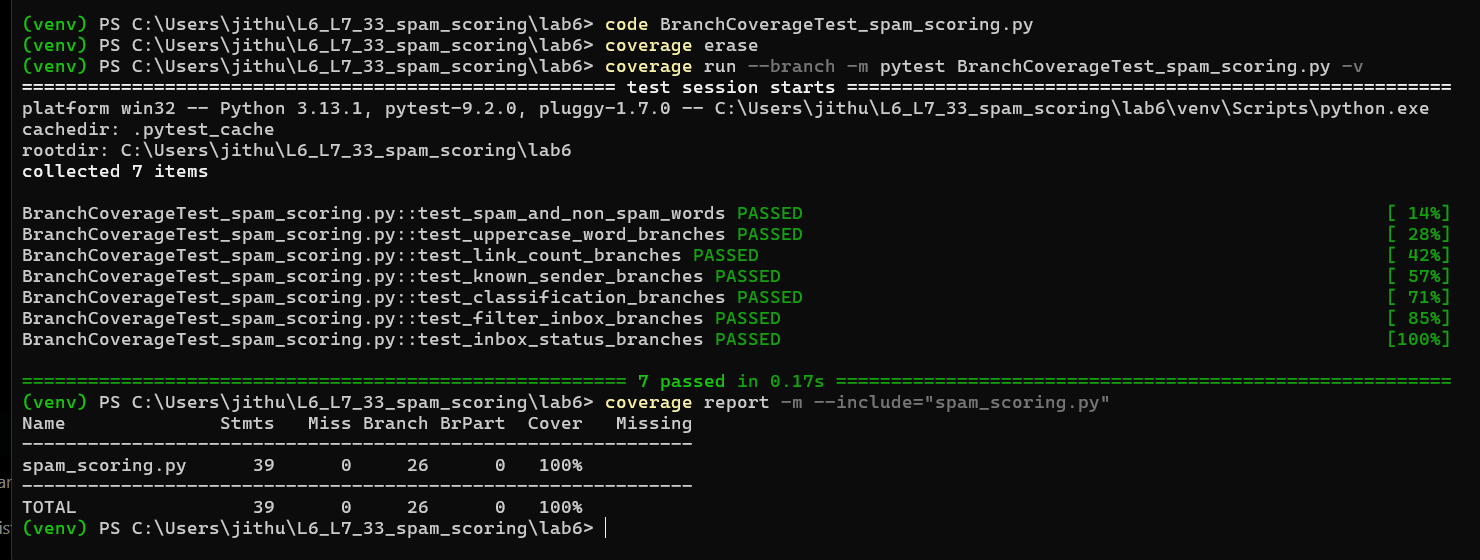 (venv) PS C:\Users\jithu\L6_L7_33_spam_scoring\lab6> code BranchCoverageTest_spam_scoring.py
(venv) PS C:\Users\jithu\L6_L7_33_spam_scoring\lab6> coverage erase
(venv) PS C:\Users\jithu\L6_L7_33_spam_scoring\lab6> coverage run --branch -m pytest BranchCoverageTest_spam_scoring.py -v
====================================================== test session starts =======================================================
platform win32 -- Python 3.13.1, pytest-9.2.0, pluggy-1.7.0 -- C:\Users\jithu\L6_L7_33_spam_scoring\lab6\venv\Scripts\python.exe
cachedir: .pytest_cache
rootdir: C:\Users\jithu\L6_L7_33_spam_scoring\lab6
collected 7 items
BranchCoverageTest_spam_scoring.py::test_spam_and_non_spam_words PASSED [ 14%]
BranchCoverageTest_spam_scoring.py::test_uppercase_word_branches PASSED [ 28%]
BranchCoverageTest_spam_scoring.py::test_link_count_branches PASSED [ 42%]
BranchCoverageTest_spam_scoring.py::test_known_sender_branches PASSED [ 57%]
BranchCoverageTest_spam_scoring.py::test_classification_branches PASSED [ 71%]
BranchCoverageTest_spam_scoring.py::test_filter_inbox_branches PASSED [ 85%]
BranchCoverageTest_spam_scoring.py::test_inbox_status_branches PASSED [100%]
======================================================= 7 passed in 0.17s ========================================================
(venv) PS C:\Users\jithu\L6_L7_33_spam_scoring\lab6> coverage report -m --include="spam_scoring.py"
Name              Stmts   Miss Branch BrPart  Cover   Missing
-------------------------------------------------------------
spam_scoring.py      39      0     26      0   100%
-------------------------------------------------------------
TOTAL                39      0     26      0   100%
(venv) PS C:\Users\jithu\L6_L7_33_spam_scoring\lab6>